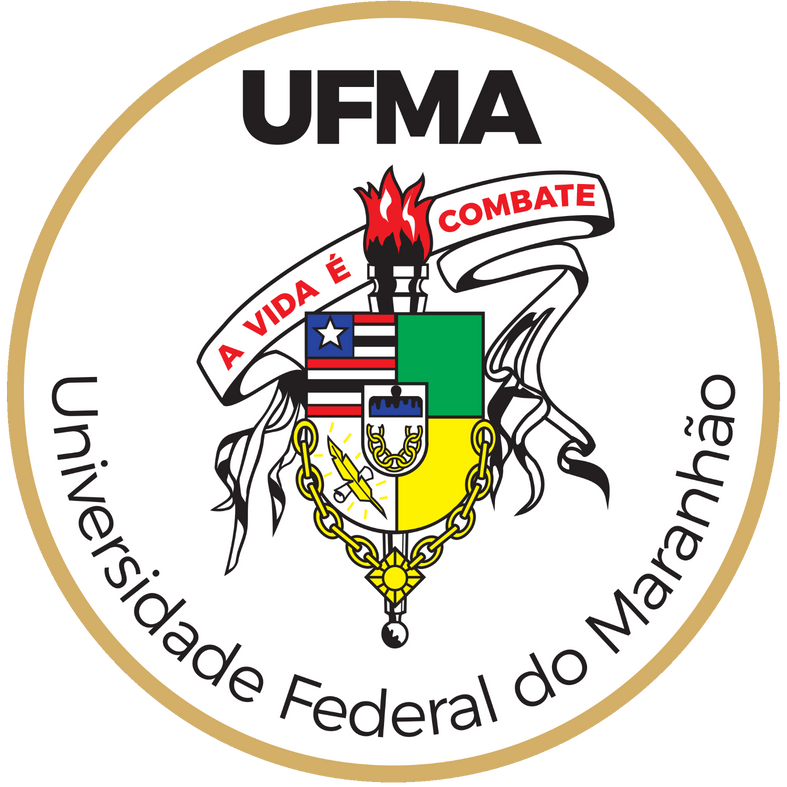 UFMA
A VIDA É COMBATE
Universidade Federal do Maranhão